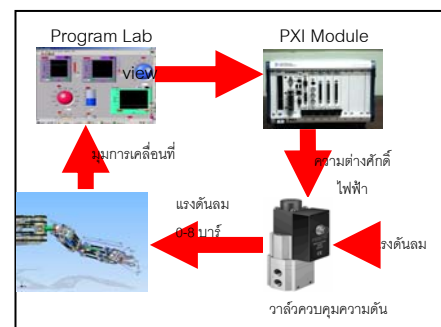 Program Lab
view
PXI Module
มุมการเคลื่อนที่
ความต่างศักดิ์
ไฟฟ้า
แรงดันลม
0-8 บาร์
รงดันลม
วาล์วควบคุมความดัน